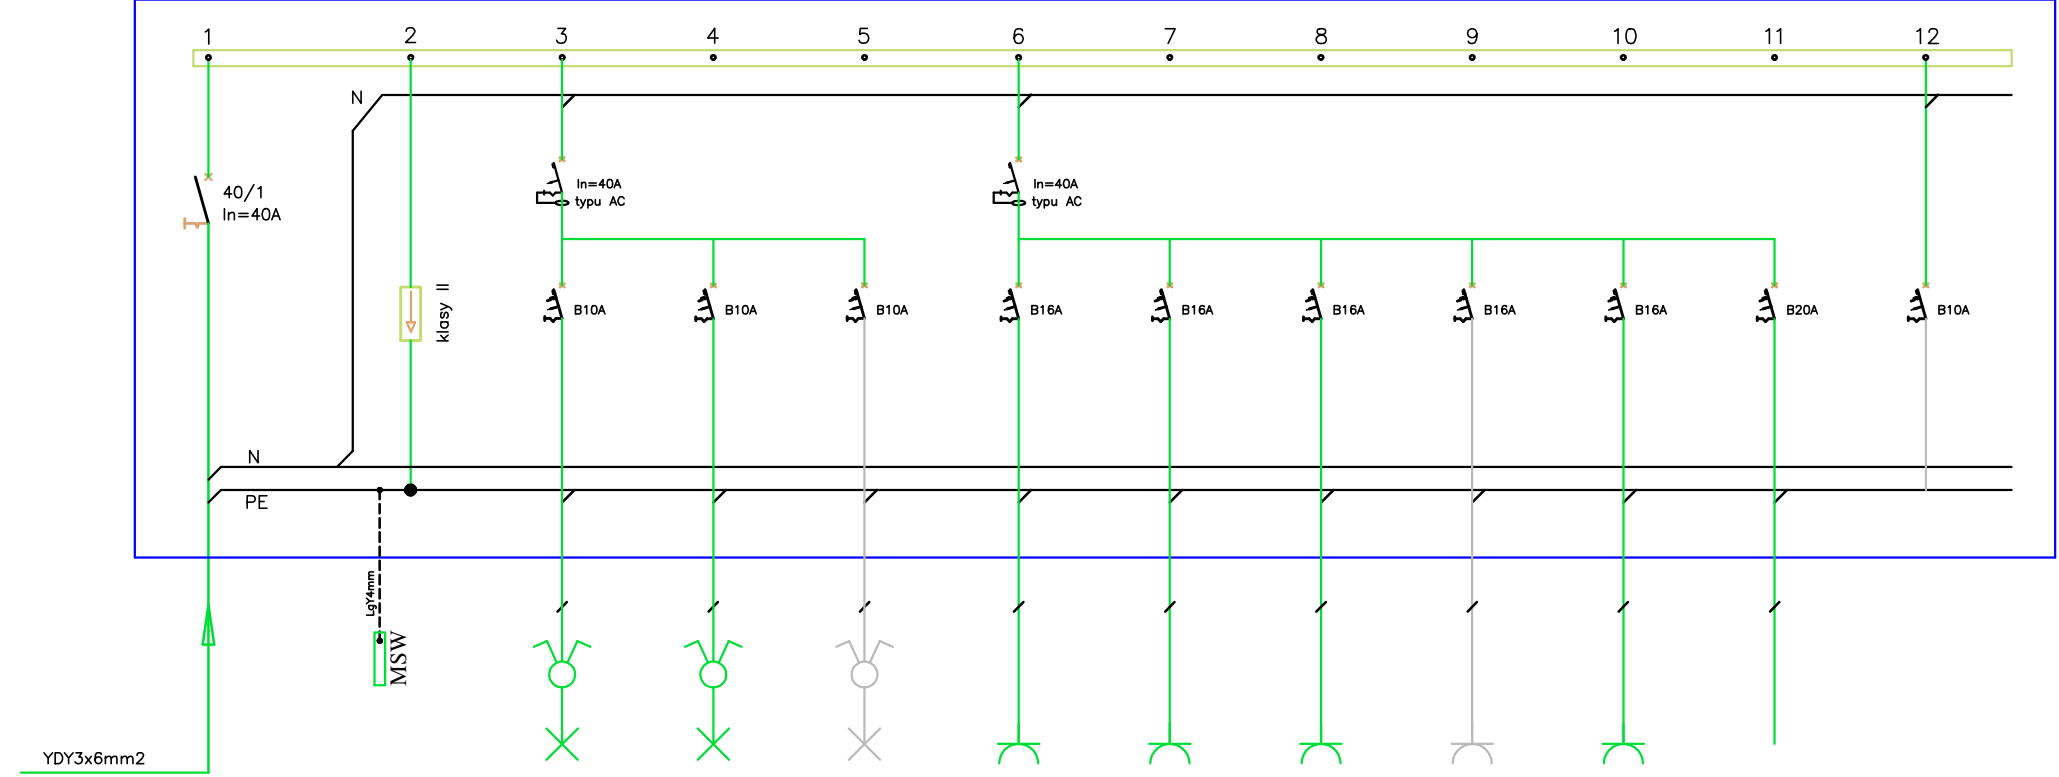 1 2 3 4 5 6 7 8 9 10 11 12
N
40/1
In=40A
In=40A
typu AC
In=40A
typu AC
klasy II
B10A B10A B10A B16A B16A B16A B16A B16A B20A B10A
N
PE
LgY4mm
MSW
YDY3x6mm2